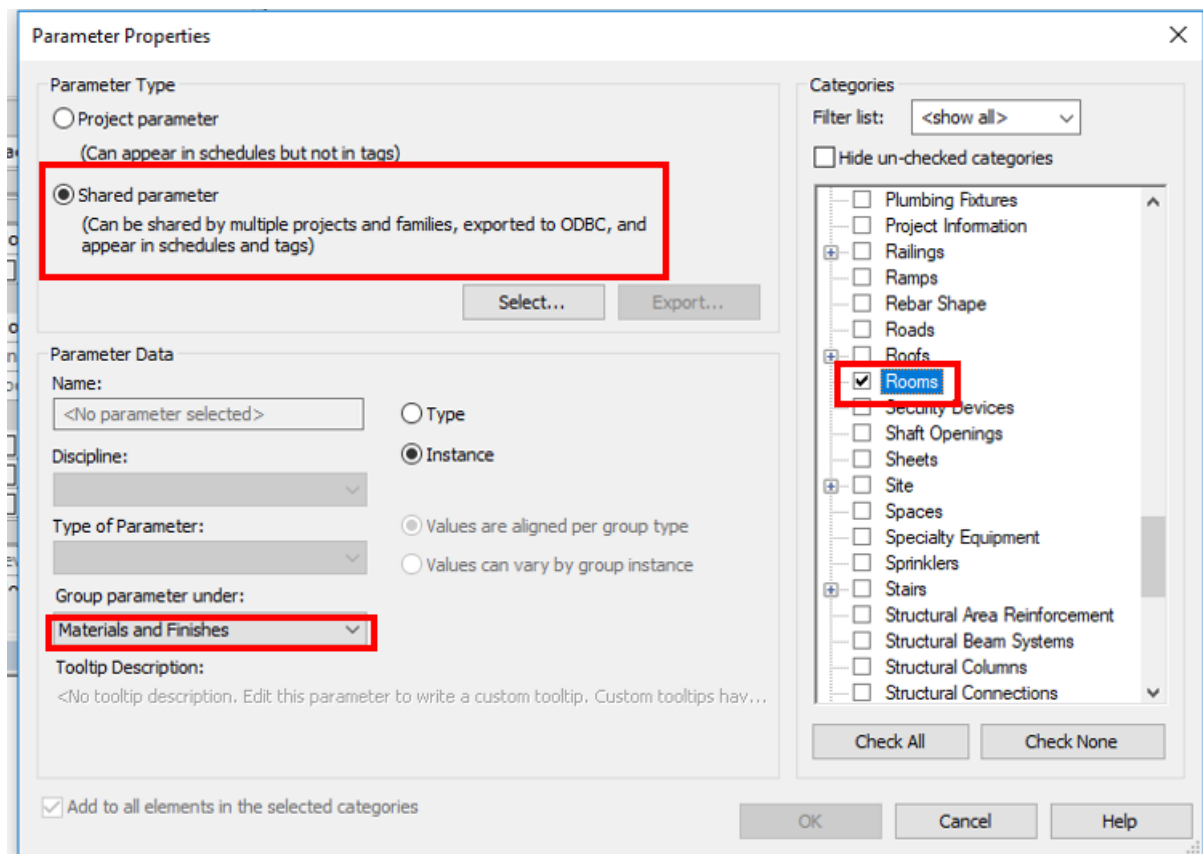 Parameter Properties
Parameter Type
Project parameter
(Can appear in schedules but not in tags)
Shared parameter
(Can be shared by multiple projects and families, exported to ODBC, and
appear in schedules and tags)
Select...
Export...
Parameter Data
Name:
<No parameter selected>
Type
Discipline:
Instance
Type of Parameter:
Values are aligned per group type
Values can vary by group instance
Group parameter under:
Materials and Finishes
Tooltip Description:
<No tooltip description. Edit this parameter to write a custom tooltip. Custom tooltips hav...
Add to all elements in the selected categories
Categories
Filter list:
<show all>
Hide un-checked categories
Plumbing Fixtures
Project Information
Railings
Ramps
Rebar Shape
Roads
Roofs
Rooms
Security Devices
Shaft Openings
Sheets
Site
Spaces
Specialty Equipment
Sprinklers
Stairs
Structural Area Reinforcement
Structural Beam Systems
Structural Columns
Structural Connections
Check All
Check None
OK
Cancel
Help